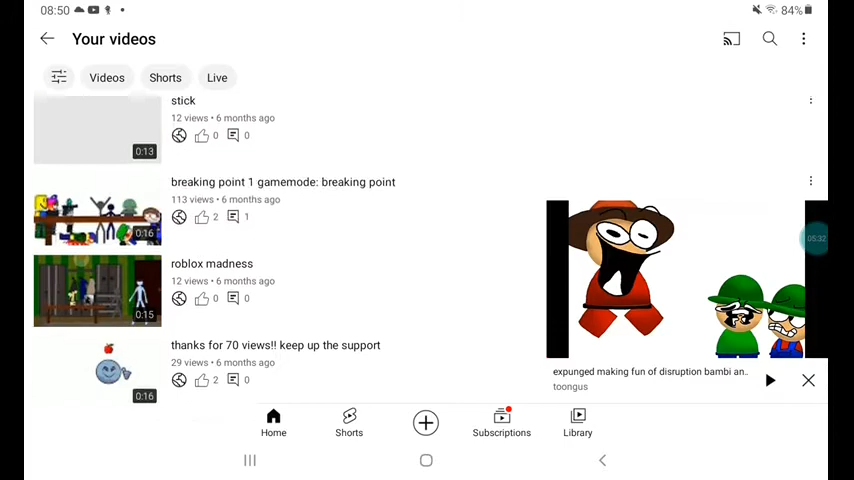 08:50
84%
Your videos
Videos
Shorts
Live
stick
12 views • 6 months ago
0
0
0:13
breaking point 1 gamemode: breaking point
113 views • 6 months ago
2
1
0:16
05:32
roblox madness
12 views • 6 months ago
0
0
0:15
thanks for 70 views!! keep up the support
29 views • 6 months ago
2
0
0:16
expunged making fun of disruption bambi an..
toongus
Home
Shorts
Subscriptions
Library